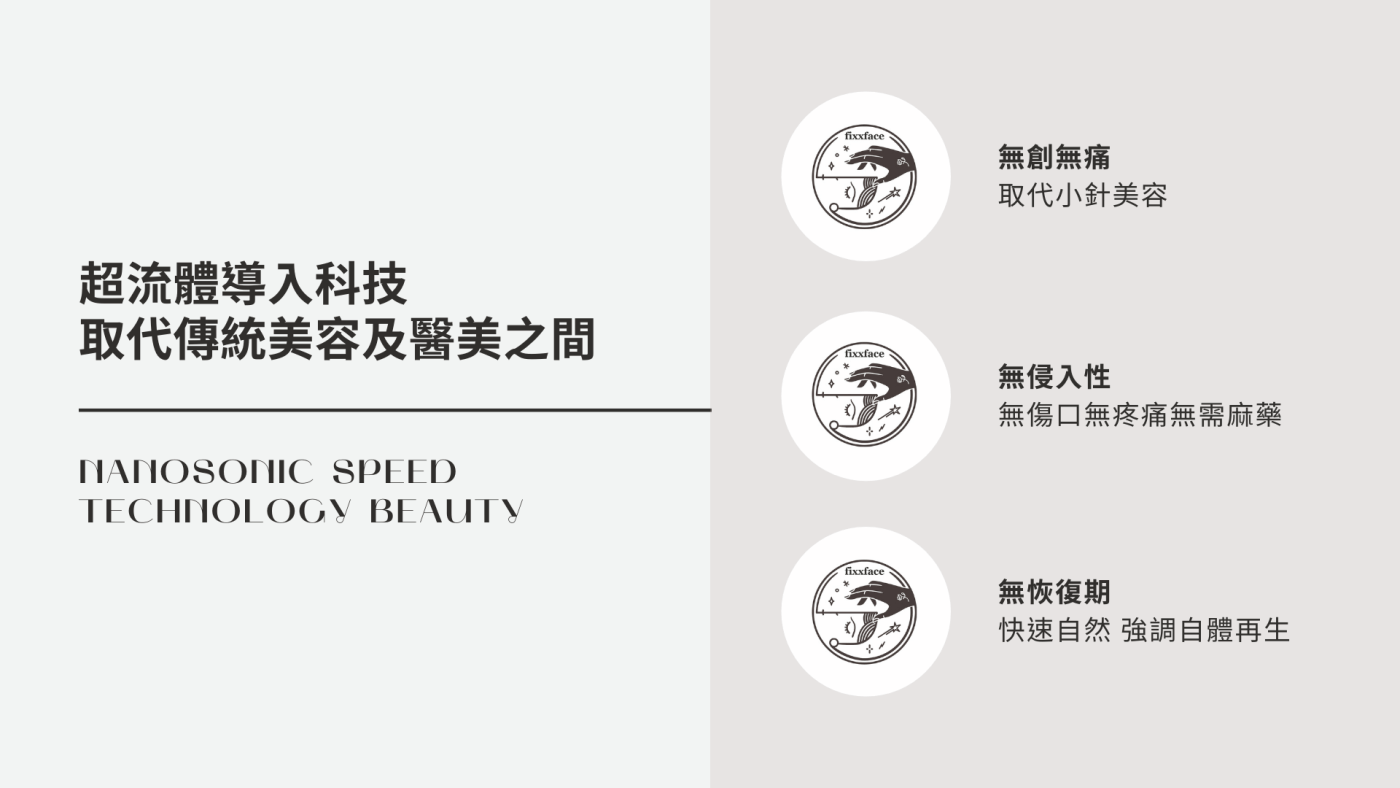 超流體導入科技
取代傳統美容及醫美之間
NANOSONIC SPEED
TECHNOLOGY BEAUTY
fixxface
無創無痛
取代小針美容
fixxface
無侵入性
無傷口無疼痛無需麻藥
fixxface
無恢復期
快速自然 強調自體再生